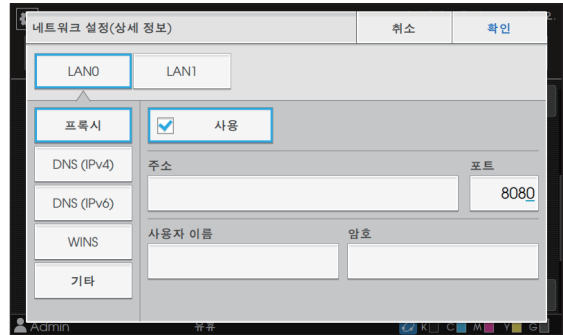 네트워크 설정(상세 정보)
취소
확인
LAN0
LAN1
프록시
사용
DNS (IPv4)
주소
포트
8080
DNS (IPv6)
WINS
사용자 이름
암호
기타
Admin
유휴
K C M Y G